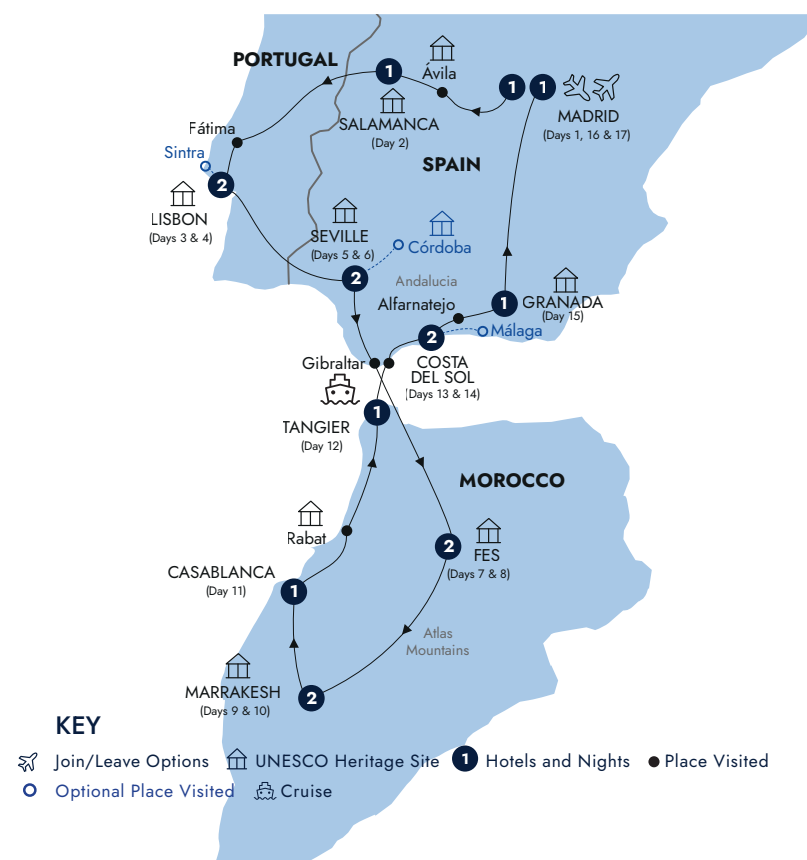 PORTUGAL
Ávila
1
1
1
MADRID
(Days 1, 16 & 17)
SALAMANCA
(Day 2)
Fátima
Sintra
SPAIN
2
LISBON
(Days 3 & 4)
SEVILLE
(Days 5 & 6)
Córdoba
2
Andalucia
Alfarnatejo
1
GRANADA
(Day 15)
2
Málaga
Gibraltar
COSTA
DEL SOL
(Days 13 & 14)
1
TANGIER
(Day 12)
MOROCCO
Rabat
2
FES
(Days 7 & 8)
CASABLANCA
(Day 11)
1
Atlas
Mountains
MARRAKESH
(Days 9 & 10)
2
KEY
Join/Leave Options
UNESCO Heritage Site
1 Hotels and Nights
Place Visited
Optional Place Visited
Cruise